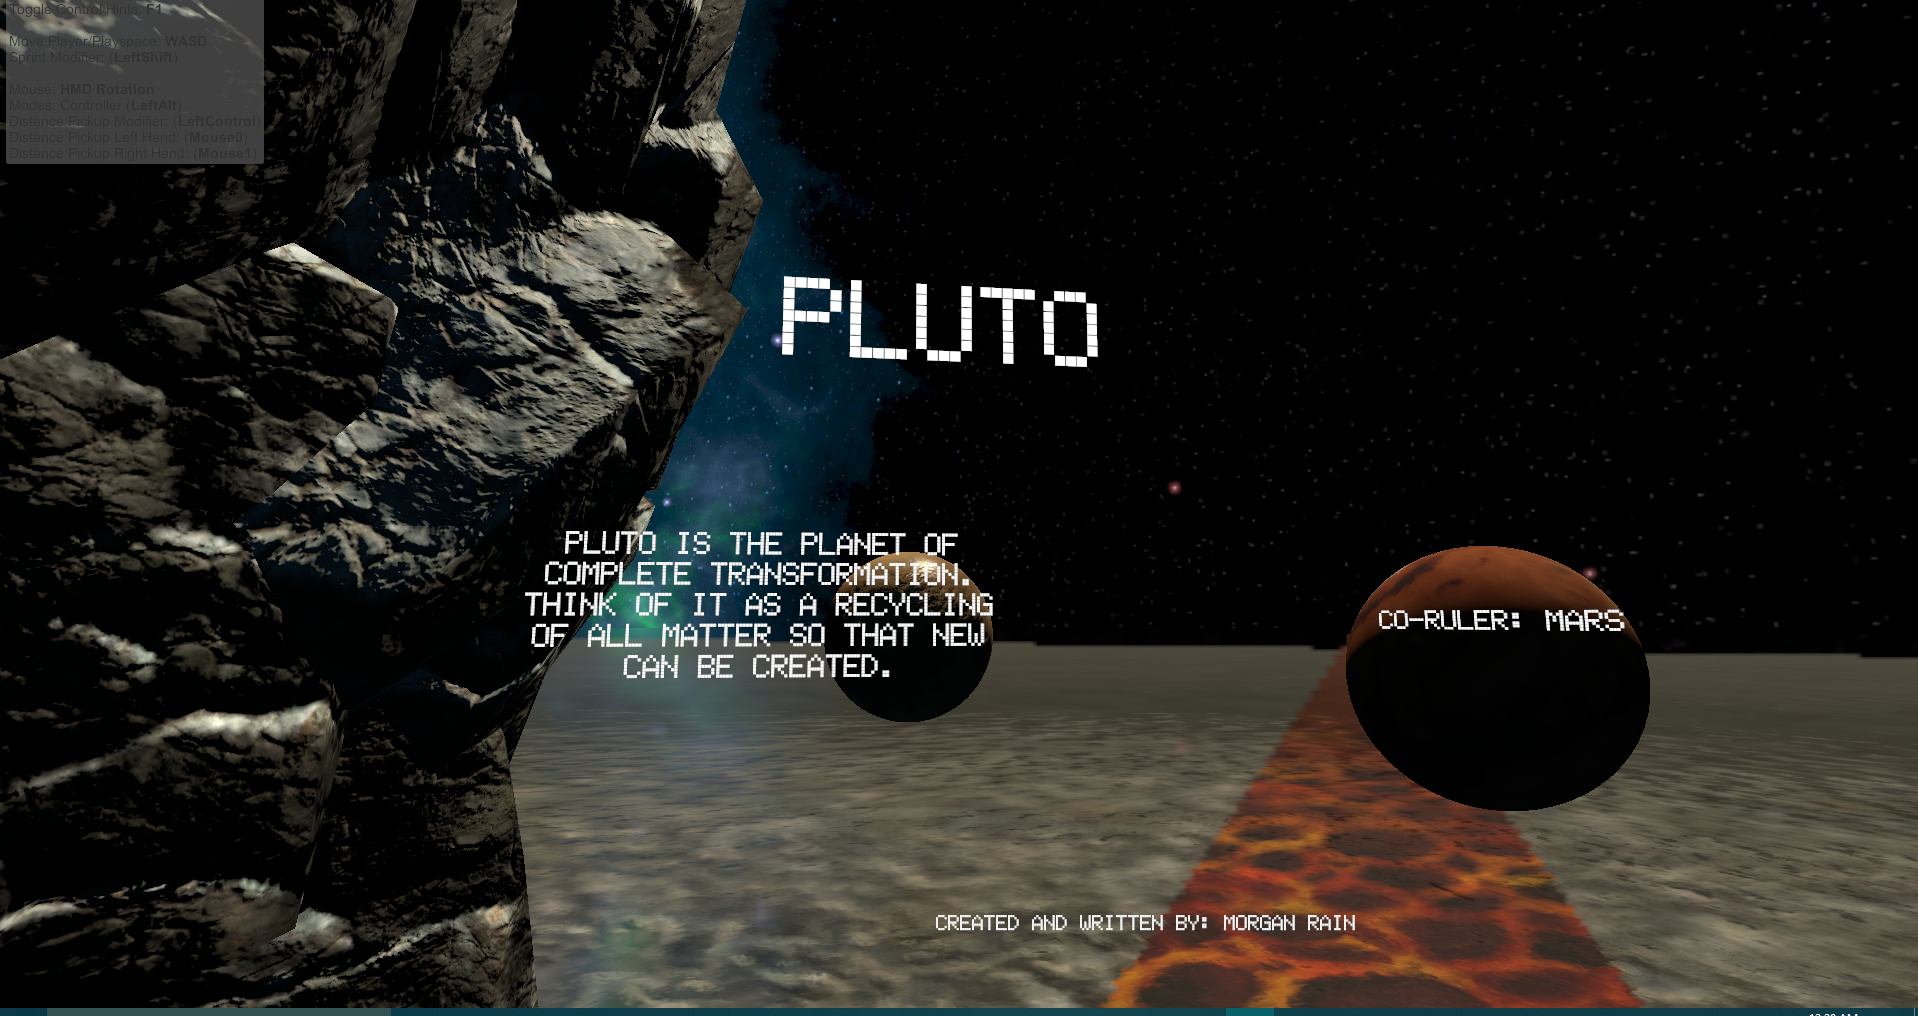 Toggle Control Hints: F1
Move Player/Playspace: WASD
Sprint Modifier: (LeftShift)
Mouse: HMD Rotation
Modes: Controller (LeftAlt)
Distance Pickup Modifier: (LeftControl)
Distance Pickup Left Hand: (Mouse0)
Distance Pickup Right Hand: (Mouse1)
PLUTO
PLUTO IS THE PLANET OF
COMPLETE TRANSFORMATION.
THINK OF IT AS A RECYCLING
OF ALL MATTER SO THAT NEW
CAN BE CREATED.
CO-RULER: MARS
CREATED AND WRITTEN BY: MORGAN RAIN